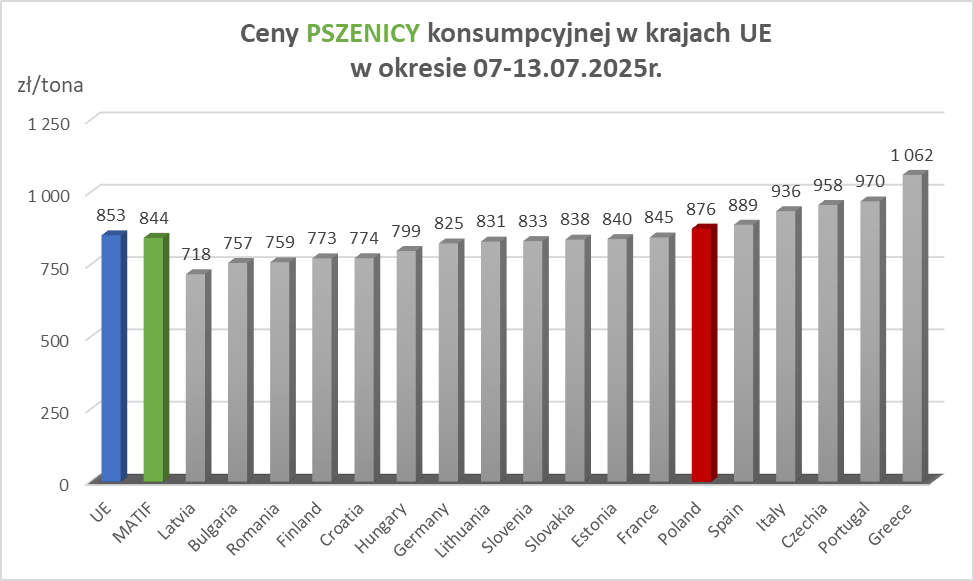 Ceny PSZENICY konsumpcyjnej w krajach UE
w okresie 07-13.07.2025r.
zł/tona
1 250
1 000
750
500
250
0
853
844
718
757
759
773
774
799
825
831
833
838
840
845
876
889
936
958
970
1 062
UE
MATIF
Latvia
Bulgaria
Romania
Finland
Croatia
Hungary
Germany
Lithuania
Slovenia
Slovakia
Estonia
France
Poland
Spain
Italy
Czechia
Portugal
Greece